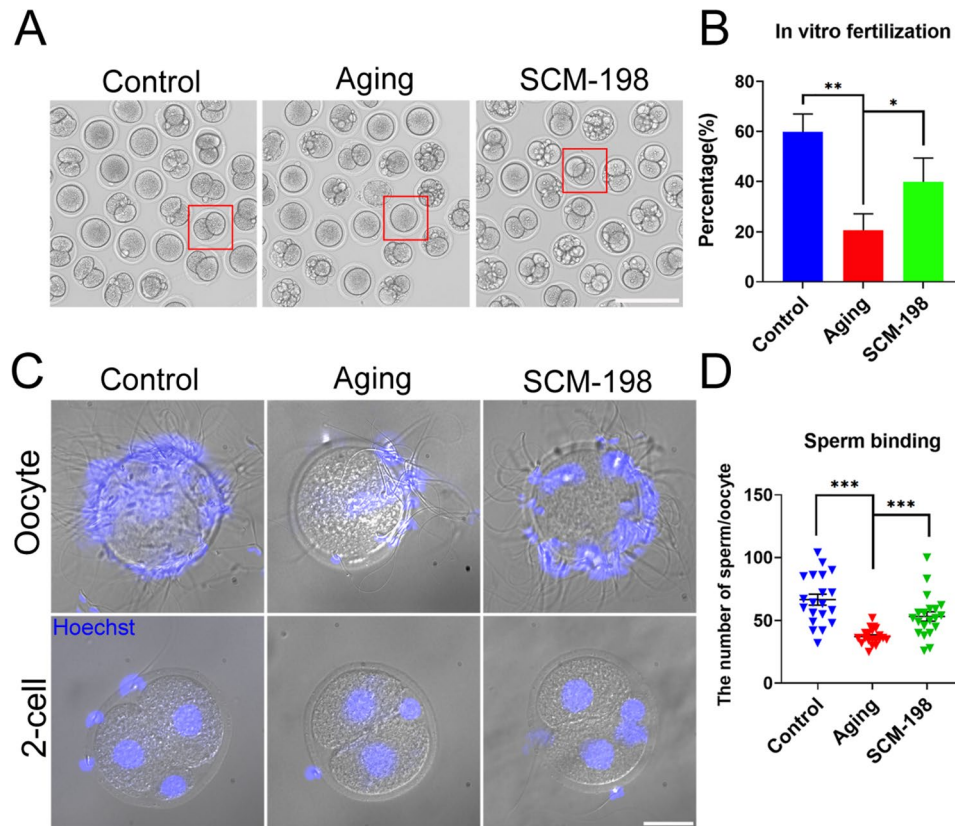 A
Control
Aging
SCM-198
B
In vitro fertilization
Percentage(%)
80
60
40
20
0
**
*
Control
Aging
SCM-198
C
Control
Aging
SCM-198
Oocyte
2-cell
Hoechst
D
Sperm binding
The number of sperm/oocyte
150
100
50
0
***
***
Control
Aging
SCM-198